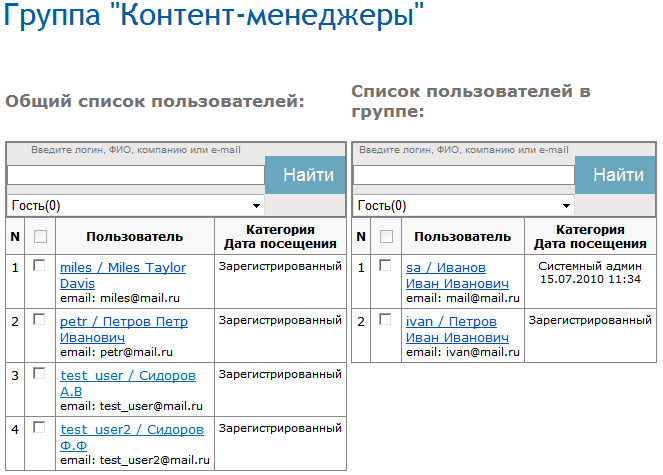 Группа "Контент-менеджеры"
Общий список пользователей:
Введите логин, ФИО, компанию или e-mail
Найти
Гость(0)
N Пользователь Категория
Дата посещения
1 miles / Miles Taylor Зарегистрированный
Davis
email: miles@mail.ru
2 petr / Петров Петр Зарегистрированный
Иванович
email: petr@mail.ru
3 test_user / Сидоров Зарегистрированный
А.В
email: test_user@mail.ru
4 test_user2 / Сидоров Зарегистрированный
Ф.Ф
email: test_user2@mail.ru
Список пользователей в
группе:
Введите логин, ФИО, компанию или e-mail
Найти
Гость(0)
N Пользователь Категория
Дата посещения
1 sa / Иванов Системный админ
Иван Иванович 15.07.2010 11:34
email: mail@mail.ru
2 ivan / Петров Зарегистрированный
Иван Иванович
email: ivan@mail.ru